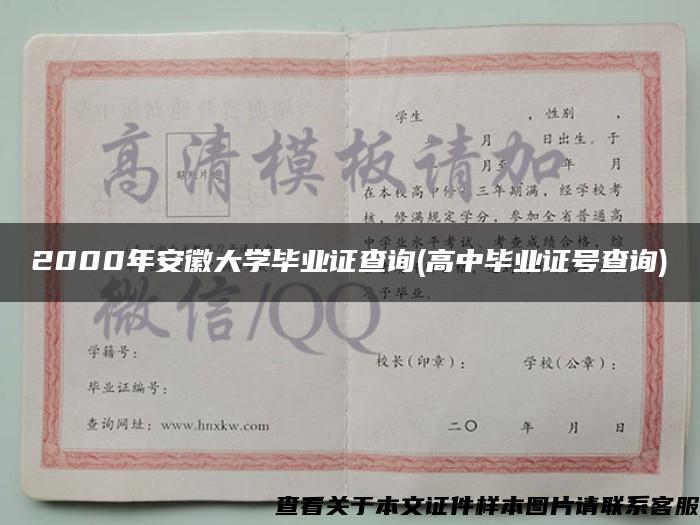 学生 ，性别 ，
月 日出生。于
高清模板请加
贴照片处
月至 年 月
在本校高中修 三年期满，经学校考
核，修满规定学分，参加全省普通高
中学业水平考试、考查成绩合格，综
2000年安徽大学毕业证查询(高中毕业证号查询)
予毕业。
微信/QQ
学籍号：
校长(印章)： 学校(公章)：
毕业证编号：
查询网址：www.hnxkw.com
二〇 年 月 日
查看关于本文证件样本图片请联系客服